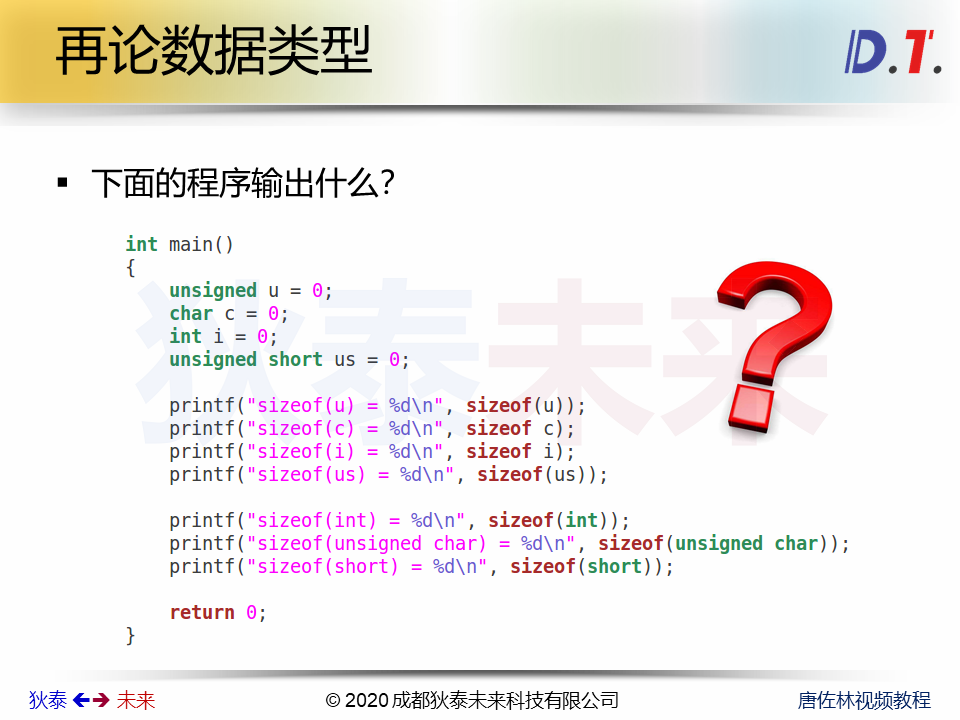 再论数据类型
D.T.
下面的程序输出什么？
int main()
{
    unsigned u = 0;
    char c = 0;
    int i = 0;
    unsigned short us = 0;
    printf("sizeof(u) = %d\n", sizeof(u));
    printf("sizeof(c) = %d\n", sizeof c);
    printf("sizeof(i) = %d\n", sizeof i);
    printf("sizeof(us) = %d\n", sizeof(us));
    printf("sizeof(int) = %d\n", sizeof(int));
    printf("sizeof(unsigned char) = %d\n", sizeof(unsigned char));
    printf("sizeof(short) = %d\n", sizeof(short));
    return 0;
}
狄泰未来
?
狄泰 未来
© 2020 成都狄泰未来科技有限公司
唐佐林视频教程